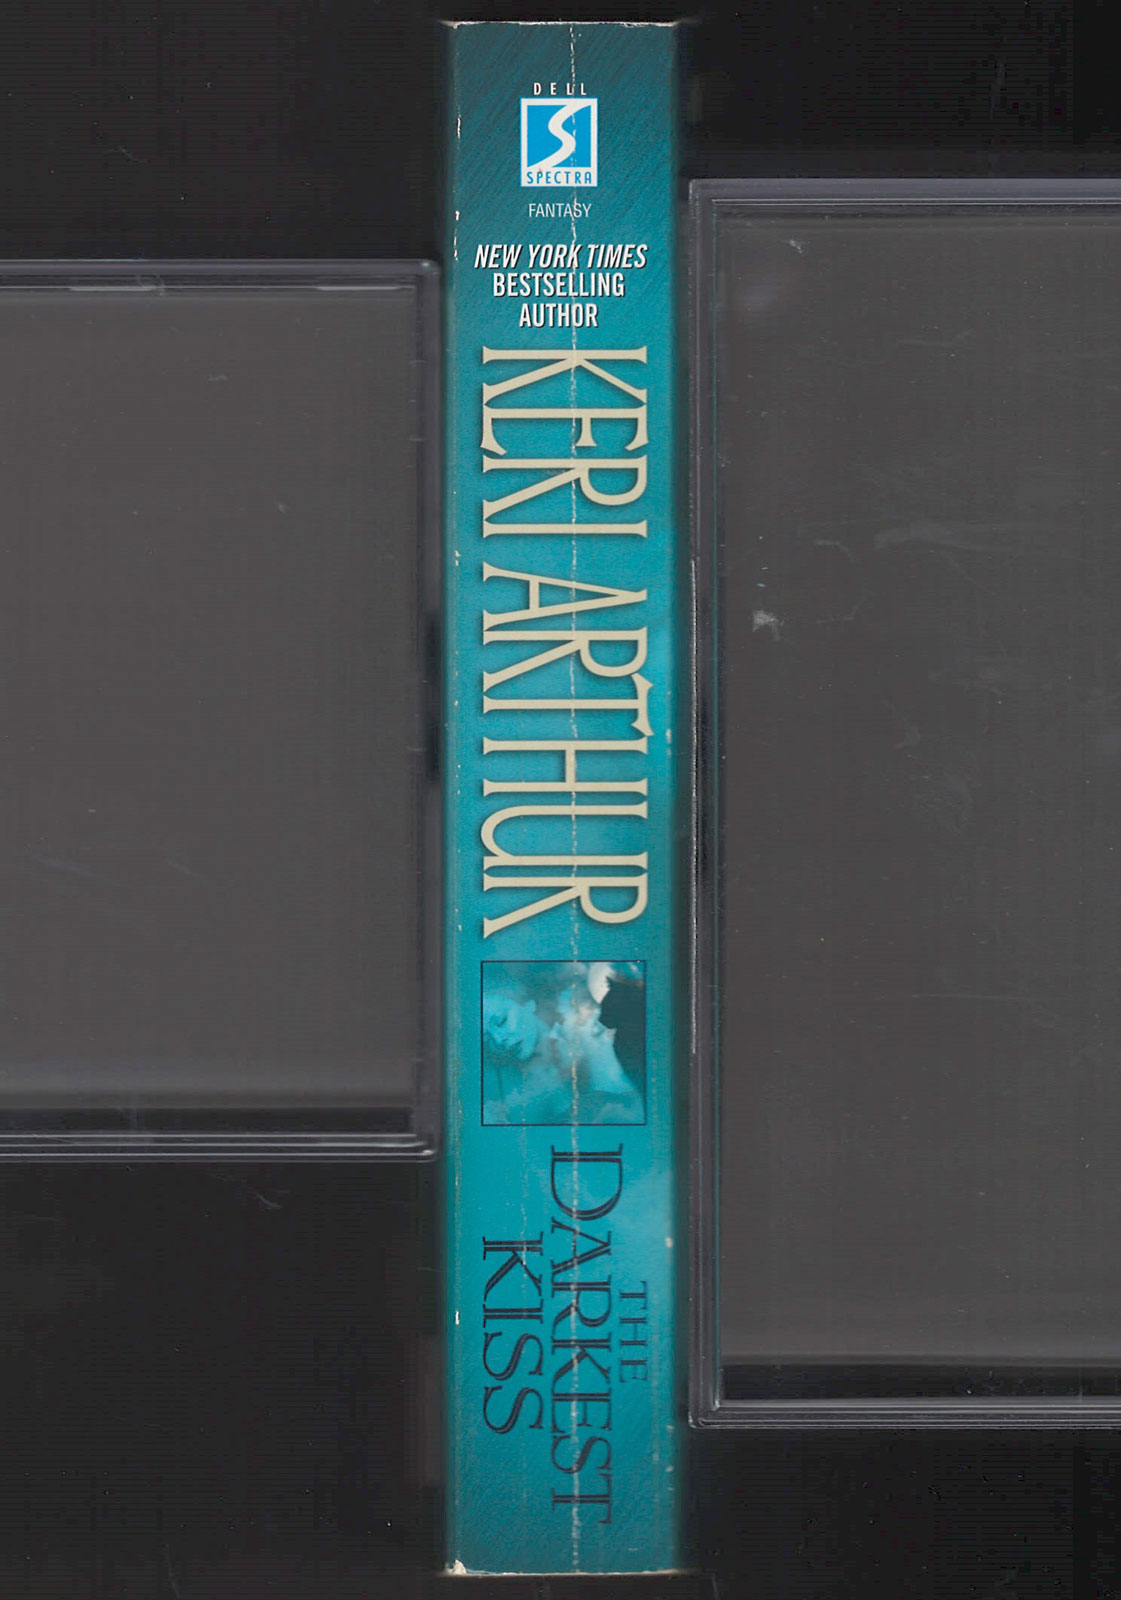 DELL
SPECTRA
FANTASY
NEW YORK TIMES
BESTSELLING
AUTHOR
KERI ARTHUR
THE
DARKEST
KISS